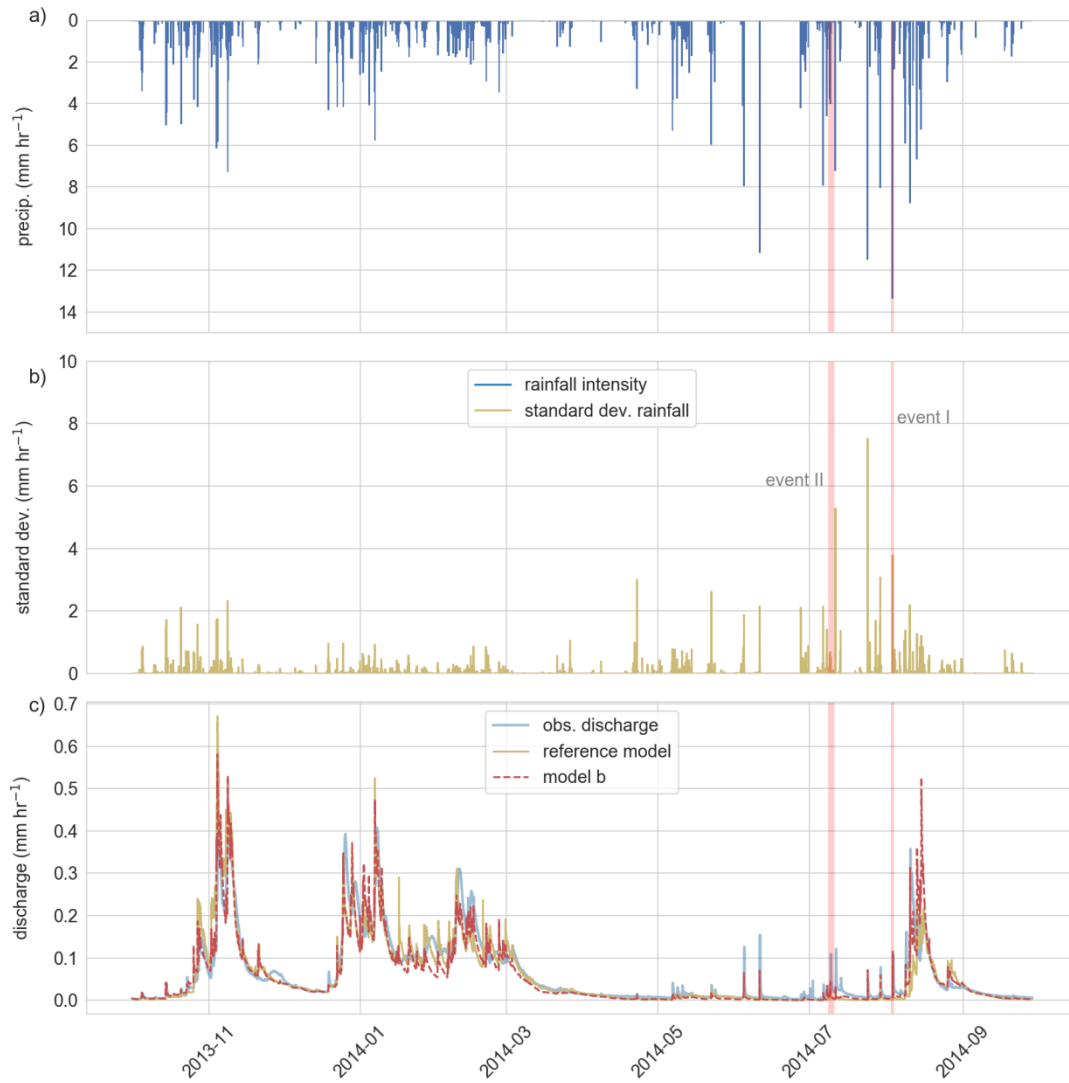 a)
0
2
4
6
8
10
12
14
precip. (mm hr⁻¹)
b)
10
8
6
4
2
0
standard dev. (mm hr⁻¹)
rainfall intensity
standard dev. rainfall
event I
event II
c)
0.7
0.6
0.5
0.4
0.3
0.2
0.1
0.0
discharge (mm hr⁻¹)
obs. discharge
reference model
model b
2013-11
2014-01
2014-03
2014-05
2014-07
2014-09